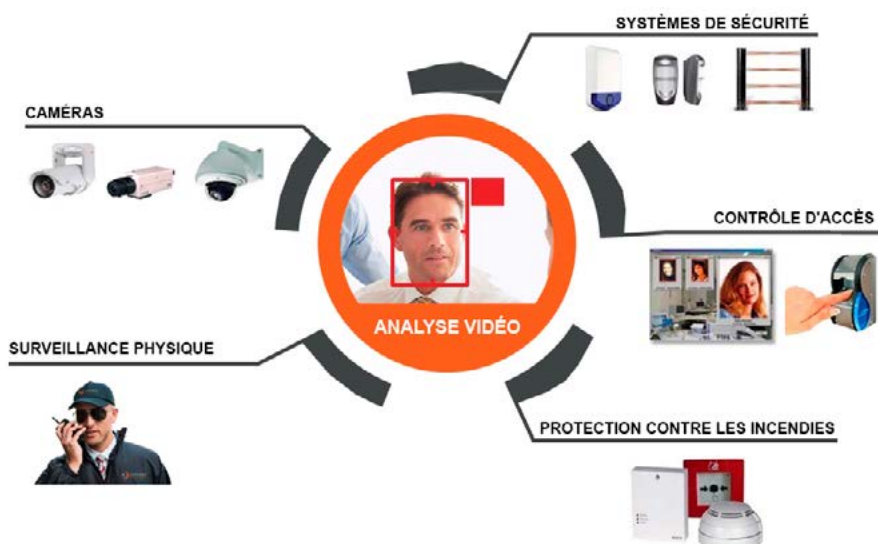 SYSTÈMES DE SÉCURITÉ
CAMÉRAS
CONTRÔLE D'ACCÈS
ANALYSE VIDÉO
SURVEILLANCE PHYSIQUE
PROTECTION CONTRE LES INCENDIES